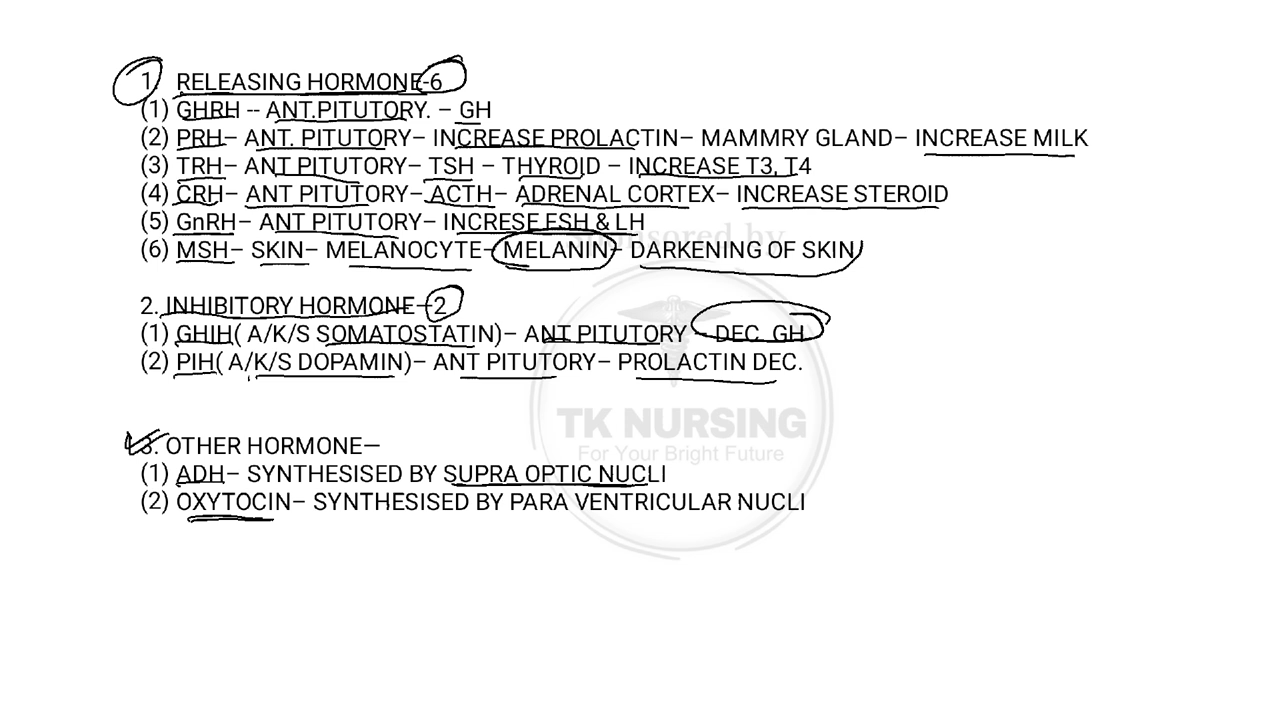 1. RELEASING HORMONE-6
(1) GHRH -- ANT.PITUTORY. – GH
(2) PRH– ANT. PITUTORY– INCREASE PROLACTIN– MAMMRY GLAND– INCREASE MILK
(3) TRH– ANT PITUTORY– TSH – THYROID – INCREASE T3, T4
(4) CRH– ANT PITUTORY– ACTH– ADRENAL CORTEX– INCREASE STEROID
(5) GnRH– ANT PITUTORY– INCRESE FSH & LH
(6) MSH– SKIN– MELANOCYTE– MELANIN– DARKENING OF SKIN
2. INHIBITORY HORMONE–2
(1) GHIH( A/K/S SOMATOSTATIN)– ANT PITUTORY – DEC. GH
(2) PIH( A/K/S DOPAMIN)– ANT PITUTORY– PROLACTIN DEC.
TK NURSING
For Your Bright Future
3. OTHER HORMONE—
(1) ADH– SYNTHESISED BY SUPRA OPTIC NUCLI
(2) OXYTOCIN– SYNTHESISED BY PARA VENTRICULAR NUCLI